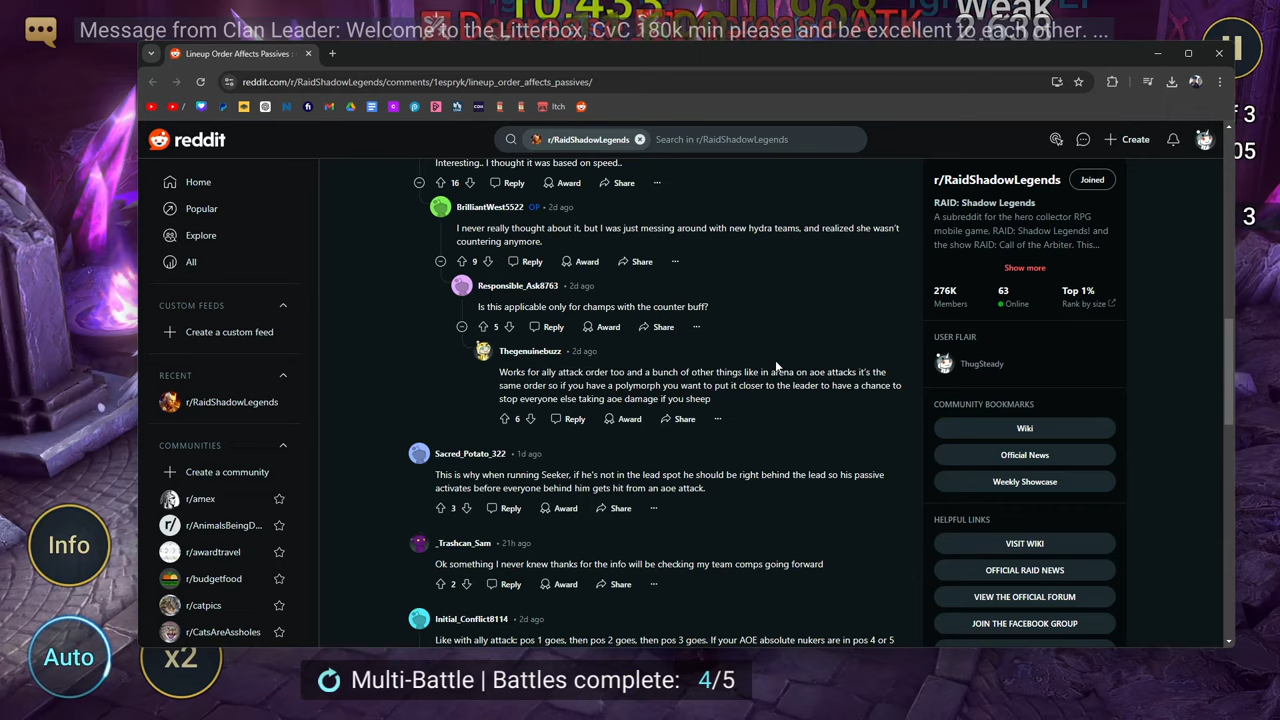 Message from Clan Leader: Welcome to the Litterbox, CvC 180k min please and be excellent to each other. ...
Weak
Lineup Order Affects Passives :
reddit.com/r/RaidShadowLegends/comments/1espryk/lineup_order_affects_passives/
Itch
reddit
r/RaidShadowLegends
Search in r/RaidShadowLegends
Create
of 3
05
3
Home
Popular
Explore
All
CUSTOM FEEDS
Create a custom feed
RECENT
r/RaidShadowLegends
COMMUNITIES
Create a community
r/amex
r/AnimalsBeingD...
r/awardtravel
r/budgetfood
r/catpics
r/CatsAreAssholes
Interesting.. I thought it was based on speed..
16 Reply Award Share ...
BrilliantWest5522 OP • 2d ago
I never really thought about it, but I was just messing around with new hydra teams, and realized she wasn't
countering anymore.
9 Reply Award Share ...
Responsible_Ask8763 • 2d ago
Is this applicable only for champs with the counter buff?
5 Reply Award Share ...
Thegenuinebuzz • 2d ago
Works for ally attack order too and a bunch of other things like in arena on aoe attacks it's the
same order so if you have a polymorph you want to put it closer to the leader to have a chance to
stop everyone else taking aoe damage if you sheep
6 Reply Award Share ...
Sacred_Potato_322 • 1d ago
This is why when running Seeker, if he's not in the lead spot he should be right behind the lead so his passive
activates before everyone behind him gets hit from an aoe attack.
3 Reply Award Share ...
_Trashcan_Sam • 21h ago
Ok something I never knew thanks for the info will be checking my team comps going forward
2 Reply Award Share ...
Initial_Conflict8114 • 2d ago
Like with ally attack: pos 1 goes, then pos 2 goes, then pos 3 goes. If your AOE absolute nukers are in pos 4 or 5
r/RaidShadowLegends Joined
RAID: Shadow Legends
A subreddit for the hero collector RPG
mobile game, RAID: Shadow Legends! and
the show RAID: Call of the Arbiter. This...
Show more
276K 63 Top 1%
Members Online Rank by size
USER FLAIR
ThugSteady
COMMUNITY BOOKMARKS
Wiki
Official News
Weekly Showcase
HELPFUL LINKS
VISIT WIKI
OFFICIAL RAID NEWS
VIEW THE OFFICIAL FORUM
JOIN THE FACEBOOK GROUP
Info
Auto
x2
Multi-Battle | Battles complete: 4/5